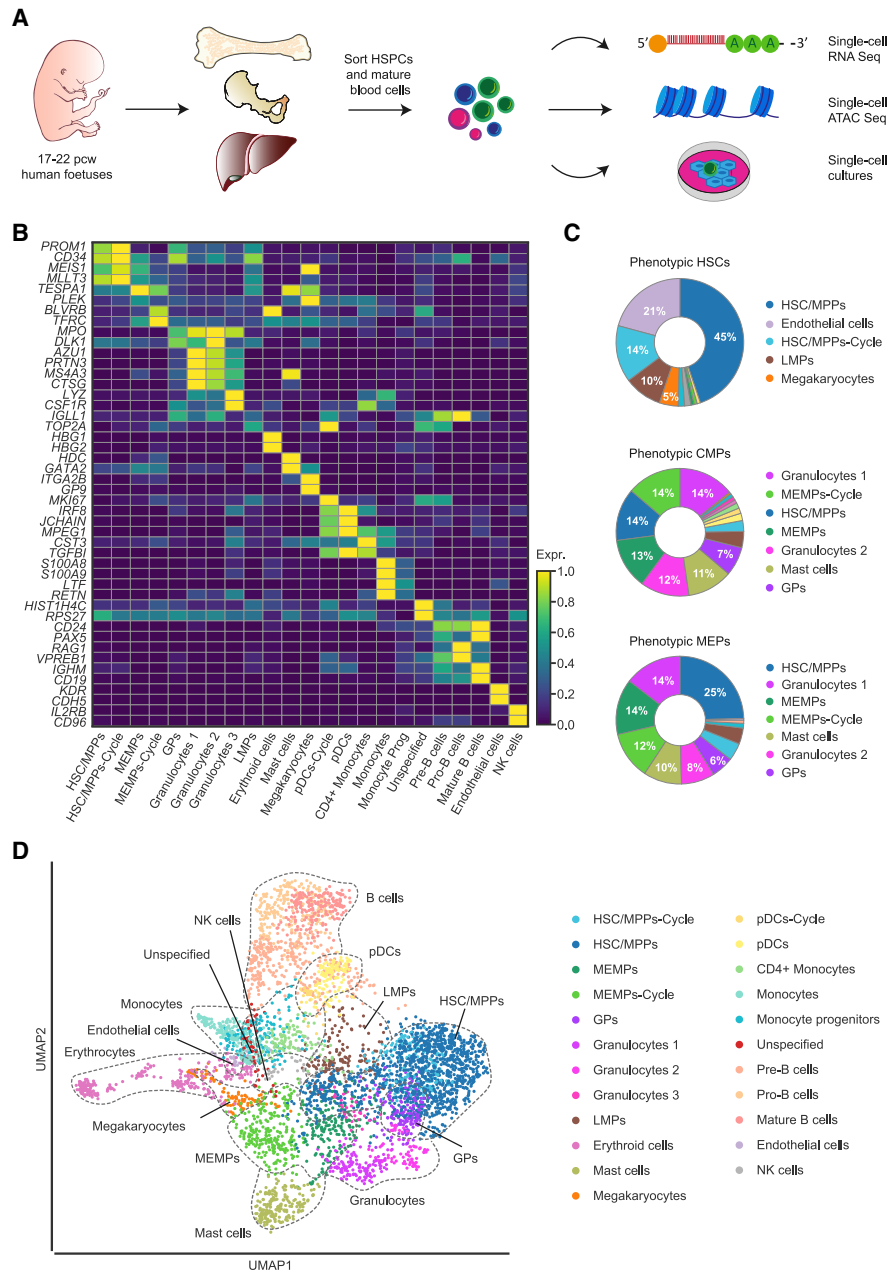 A
17-22 pcw
human foetuses
Sort HSPCs
and mature
blood cells
5’ A A A - -3’
Single-cell
RNA Seq
Single-cell
ATAC Seq
Single-cell
cultures
B
PROM1
CD34
MEIS1
MLLT3
TESPA1
PLEK
BLVRB
TFRC
MPO
DLK1
AZU1
PRTN3
MS4A3
CTSG
LYZ
CSF1R
IGLL1
TOP2A
HBG1
HBG2
HDC
GATA2
ITGA2B
GP9
MKI67
IRF8
JCHAIN
MPEG1
CST3
TGFBI
S100A8
S100A9
LTF
RETN
HIST1H4C
RPS27
CD24
PAX5
RAG1
VPREB1
IGHM
CD19
KDR
CDH5
IL2RB
CD96
HSC/MPPs
HSC/MPPs-Cycle
MEMPs
MEMPs-Cycle
GPs
Granulocytes 1
Granulocytes 2
Granulocytes 3
LMPs
Erythroid cells
Mast cells
Megakaryocytes
pDCs-Cycle
pDCs
CD4+ Monocytes
Monocytes
Monocyte Prog
Unspecified
Pre-B cells
Pro-B cells
Mature B cells
Endothelial cells
NK cells
Expr.
1.0
0.8
0.6
0.4
0.2
0.0
C
Phenotypic HSCs
45%
21%
14%
10%
5%
HSC/MPPs
Endothelial cells
HSC/MPPs-Cycle
LMPs
Megakaryocytes
Phenotypic CMPs
14%
14%
14%
13%
12%
11%
7%
Granulocytes 1
MEMPs-Cycle
HSC/MPPs
MEMPs
Granulocytes 2
Mast cells
GPs
Phenotypic MEPs
25%
14%
14%
12%
10%
8%
6%
HSC/MPPs
Granulocytes 1
MEMPs
MEMPs-Cycle
Mast cells
Granulocytes 2
GPs
D
UMAP2
UMAP1
B cells
NK cells
pDCs
Unspecified
LMPs
HSC/MPPs
Monocytes
Endothelial cells
Erythrocytes
Megakaryocytes
MEMPs
GPs
Granulocytes
Mast cells
HSC/MPPs-Cycle
HSC/MPPs
MEMPs
MEMPs-Cycle
GPs
Granulocytes 1
Granulocytes 2
Granulocytes 3
LMPs
Erythroid cells
Mast cells
Megakaryocytes
pDCs-Cycle
pDCs
CD4+ Monocytes
Monocytes
Monocyte progenitors
Unspecified
Pre-B cells
Pro-B cells
Mature B cells
Endothelial cells
NK cells